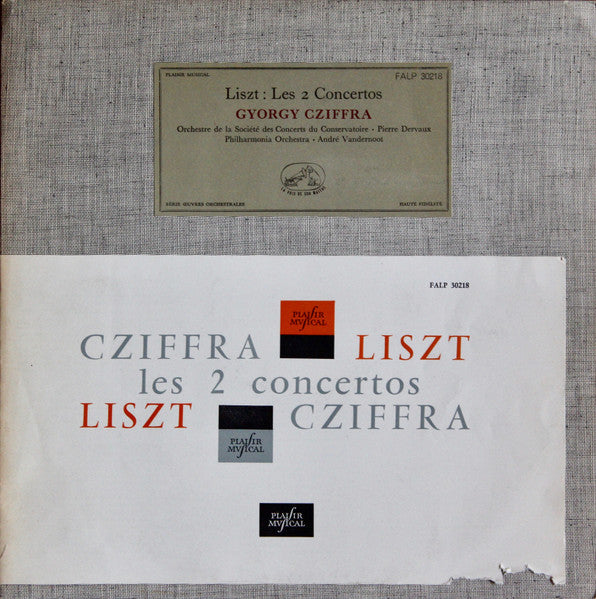 PLAISIR MUSICAL
FALP 30218
Liszt : Les 2 Concertos
GYORGY CZIFFRA
Orchestre de la Société des Concerts du Conservatoire • Pierre Dervaux
Philharmonia Orchestra • André Vandernoot
LA VOIX DE SON MAITRE
SÉRIE ŒUVRES ORCHESTRALES
HAUTE FIDÉLITÉ
FALP 30218
PLAISIR
MUSICAL
CZIFFRA LISZT
les 2 concertos
LISZT CZIFFRA
PLAISIR
MUSICAL
PLAISIR
MUSICAL